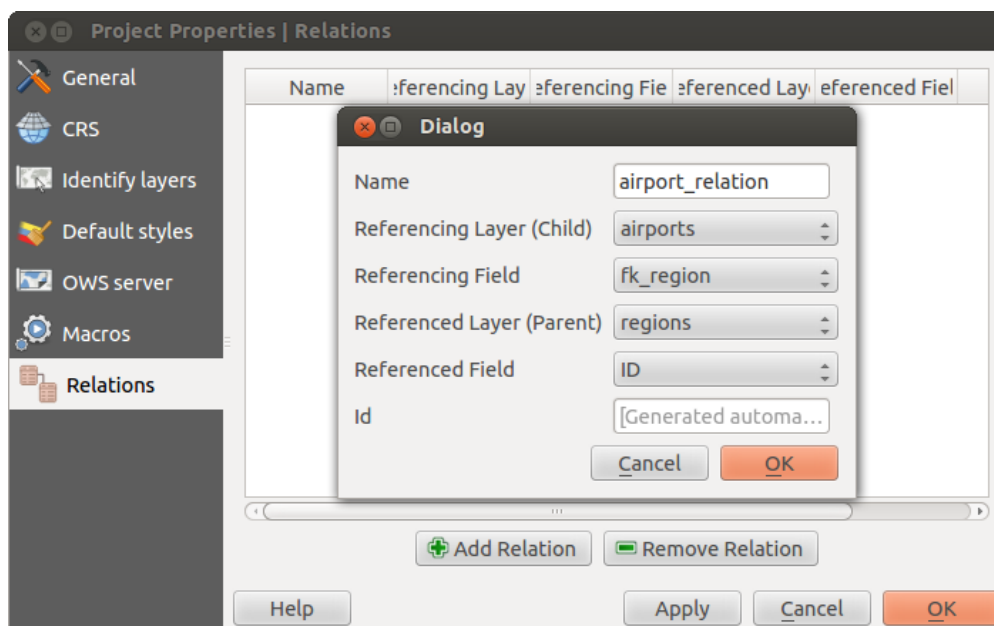 Project Properties | Relations
General
CRS
Identify layers
Default styles
OWS server
Macros
Relations
Name eferencing Lay eferencing Fie eferenced Lay eferenced Fiel
Dialog
Name airport_relation
Referencing Layer (Child) airports
Referencing Field fk_region
Referenced Layer (Parent) regions
Referenced Field ID
Id [Generated automa...
Cancel OK
Add Relation Remove Relation
Help Apply Cancel OK